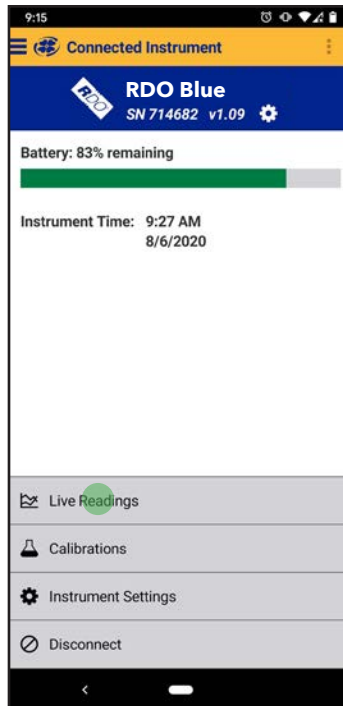 9:15
Connected Instrument
RDO
RDO Blue
SN 714682 v1.09
Battery: 83% remaining
Instrument Time: 9:27 AM
8/6/2020
Live Readings
Calibrations
Instrument Settings
Disconnect